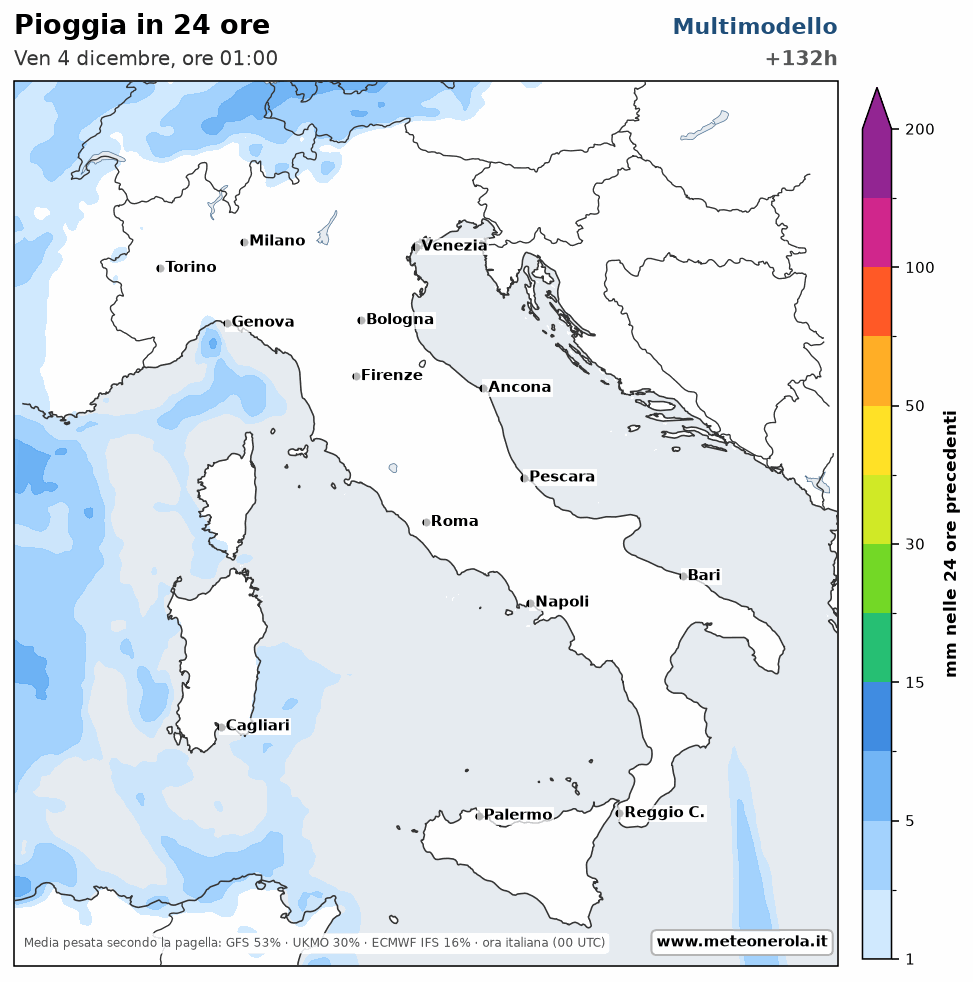 Pioggia in 24 ore
Multimodello
Ven 4 dicembre, ore 01:00
+132h
Milano
Venezia
Torino
Genova
Bologna
Firenze
Ancona
Pescara
Roma
Bari
Napoli
Cagliari
Palermo
Reggio C.
200
100
50
30
15
5
1
mm nelle 24 ore precedenti
Media pesata secondo la pagella: GFS 53% · UKMO 30% · ECMWF IFS 16% · ora italiana (00 UTC)
www.meteonerola.it